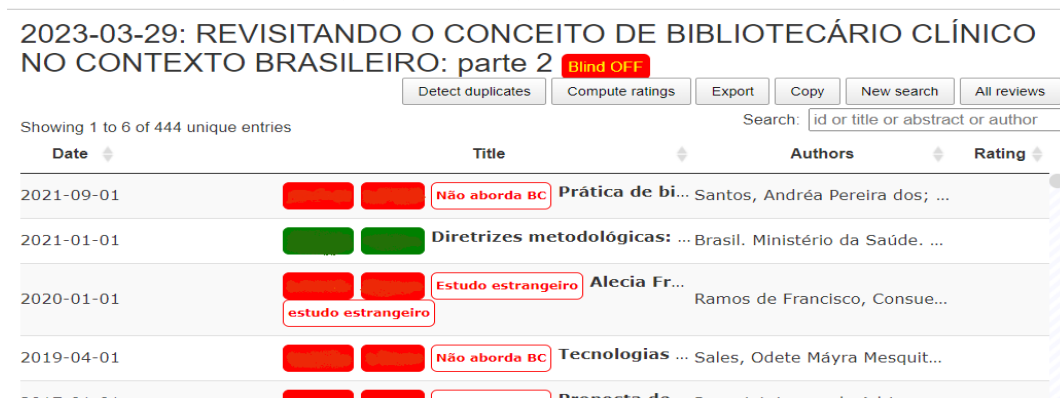 2023-03-29: REVISITANDO O CONCEITO DE BIBLIOTECÁRIO CLÍNICO
NO CONTEXTO BRASILEIRO: parte 2 Blind OFF
Detect duplicates Compute ratings Export Copy New search All reviews
Showing 1 to 6 of 444 unique entries Search: id or title or abstract or author
Date Title Authors Rating
2021-09-01 Não aborda BC Prática de bi... Santos, Andréa Pereira dos; ...
2021-01-01 Diretrizes metodológicas: ... Brasil. Ministério da Saúde. ...
2020-01-01 Estudo estrangeiro Alecia Fr... Ramos de Francisco, Consue...
estudo estrangeiro
2019-04-01 Não aborda BC Tecnologias ... Sales, Odete Máyra Mesquit...